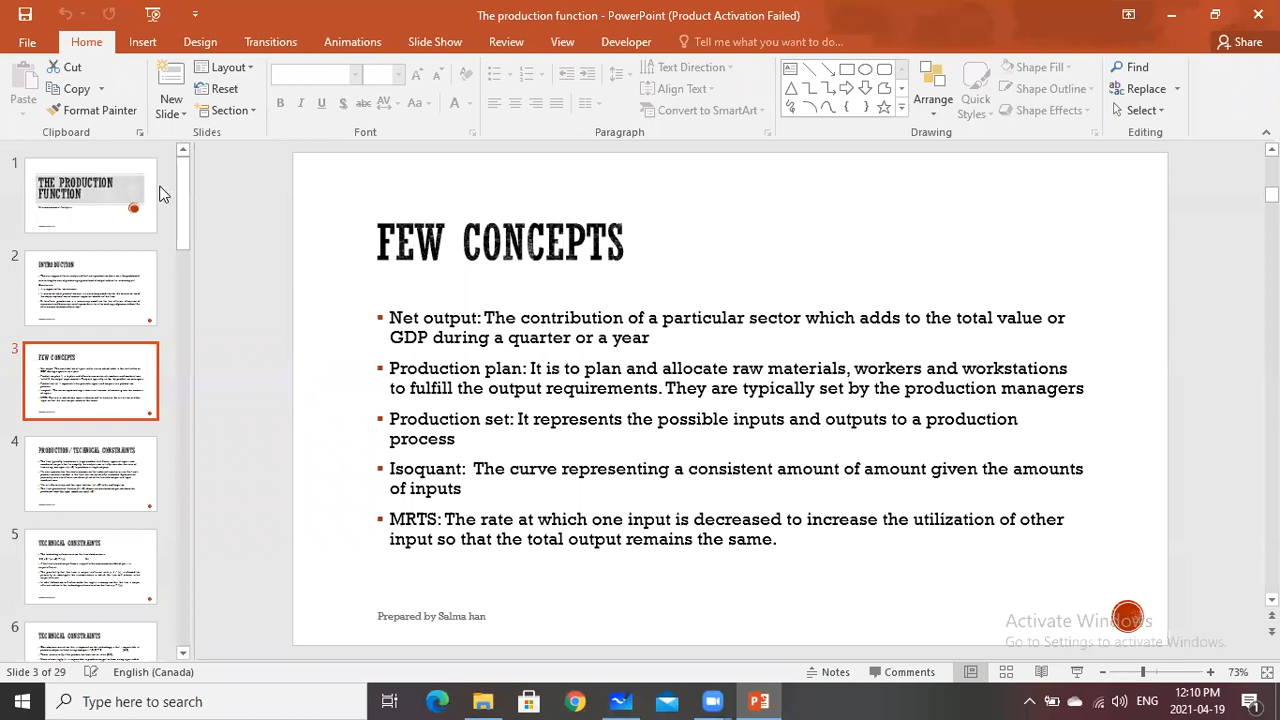 The production function - PowerPoint (Product Activation Failed)
File Home Insert Design Transitions Animations Slide Show Review View Developer Tell me what you want to do... Share
Paste
Cut
Copy
Format Painter
Clipboard
New Slide
Layout
Reset
Section
Slides
B I U S abc AV Aa A
Font
Text Direction
Align Text
Convert to SmartArt
Paragraph
Arrange
Quick Styles
Shape Fill
Shape Outline
Shape Effects
Drawing
Find
Replace
Select
Editing
1
THE PRODUCTION
FUNCTION
2
INTRODUCTION
3
FEW CONCEPTS
4
PRODUCTION/TECHNICAL CONSTRAINTS
5
TECHNICAL CONSTRAINTS
6
TECHNICAL CONSTRAINTS
FEW CONCEPTS
Net output: The contribution of a particular sector which adds to the total value or
GDP during a quarter or a year
Production plan: It is to plan and allocate raw materials, workers and workstations
to fulfill the output requirements. They are typically set by the production managers
Production set: It represents the possible inputs and outputs to a production
process
Isoquant: The curve representing a consistent amount of amount given the amounts
of inputs
MRTS: The rate at which one input is decreased to increase the utilization of other
input so that the total output remains the same.
Prepared by Salma han
Activate Windows
Go to Settings to activate Windows.
Slide 3 of 29 English (Canada) Notes Comments 73%
Type here to search
ENG
12:10 PM
2021-04-19
1